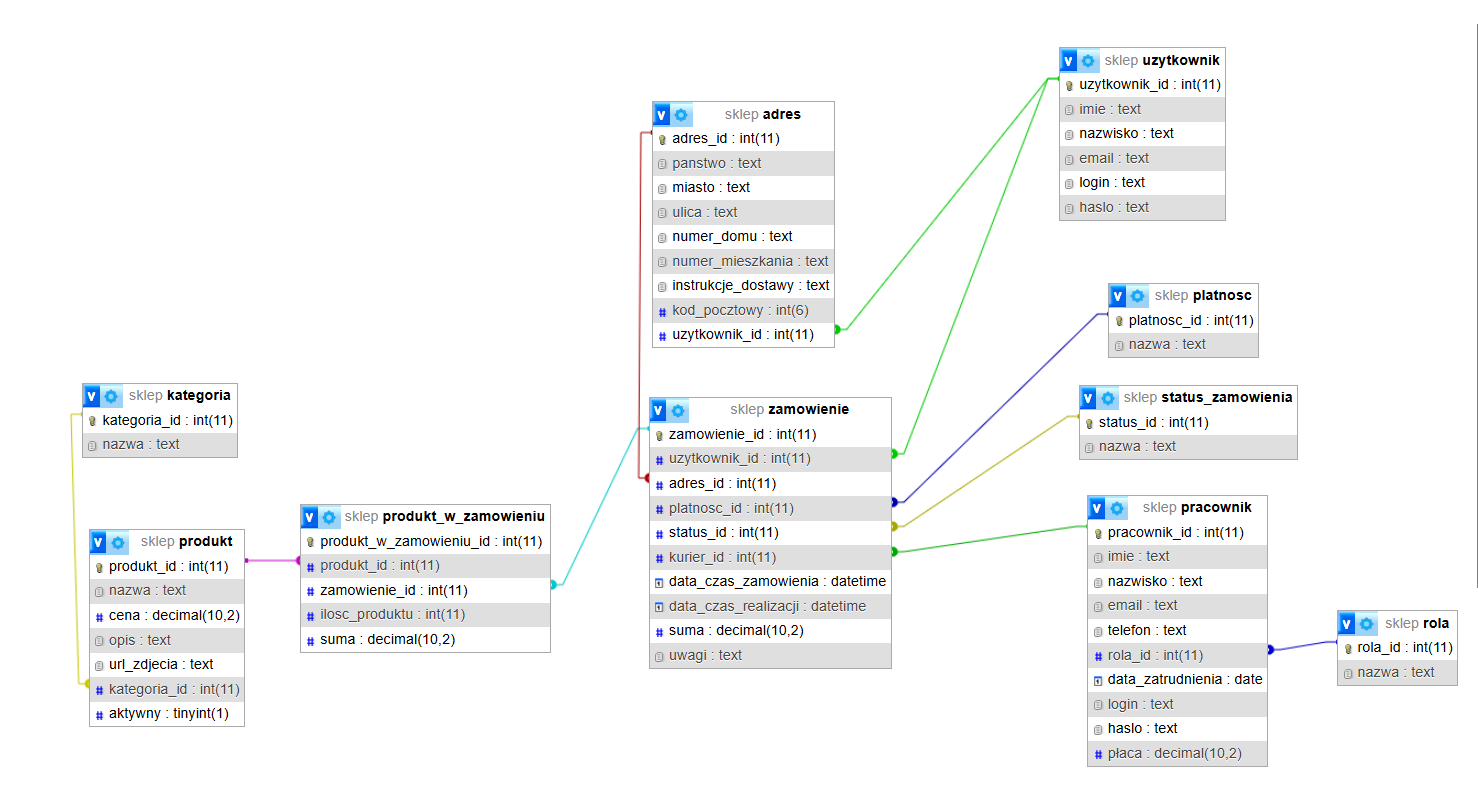 sklep uzytkownik
uzytkownik_id : int(11)
imie : text
nazwisko : text
email : text
login : text
haslo : text
sklep adres
adres_id : int(11)
panstwo : text
miasto : text
ulica : text
numer_domu : text
numer_mieszkania : text
instrukcje_dostawy : text
kod_pocztowy : int(6)
uzytkownik_id : int(11)
sklep platnosc
platnosc_id : int(11)
nazwa : text
sklep kategoria
kategoria_id : int(11)
nazwa : text
sklep zamowienie
zamowienie_id : int(11)
uzytkownik_id : int(11)
adres_id : int(11)
platnosc_id : int(11)
status_id : int(11)
kurier_id : int(11)
data_czas_zamowienia : datetime
data_czas_realizacji : datetime
suma : decimal(10,2)
uwagi : text
sklep status_zamowienia
status_id : int(11)
nazwa : text
sklep produkt
produkt_id : int(11)
nazwa : text
cena : decimal(10,2)
opis : text
url_zdjecia : text
kategoria_id : int(11)
aktywny : tinyint(1)
sklep produkt_w_zamowieniu
produkt_w_zamowieniu_id : int(11)
produkt_id : int(11)
zamowienie_id : int(11)
ilosc_produktu : int(11)
suma : decimal(10,2)
sklep pracownik
pracownik_id : int(11)
imie : text
nazwisko : text
email : text
telefon : text
rola_id : int(11)
data_zatrudnienia : date
login : text
haslo : text
płaca : decimal(10,2)
sklep rola
rola_id : int(11)
nazwa : text